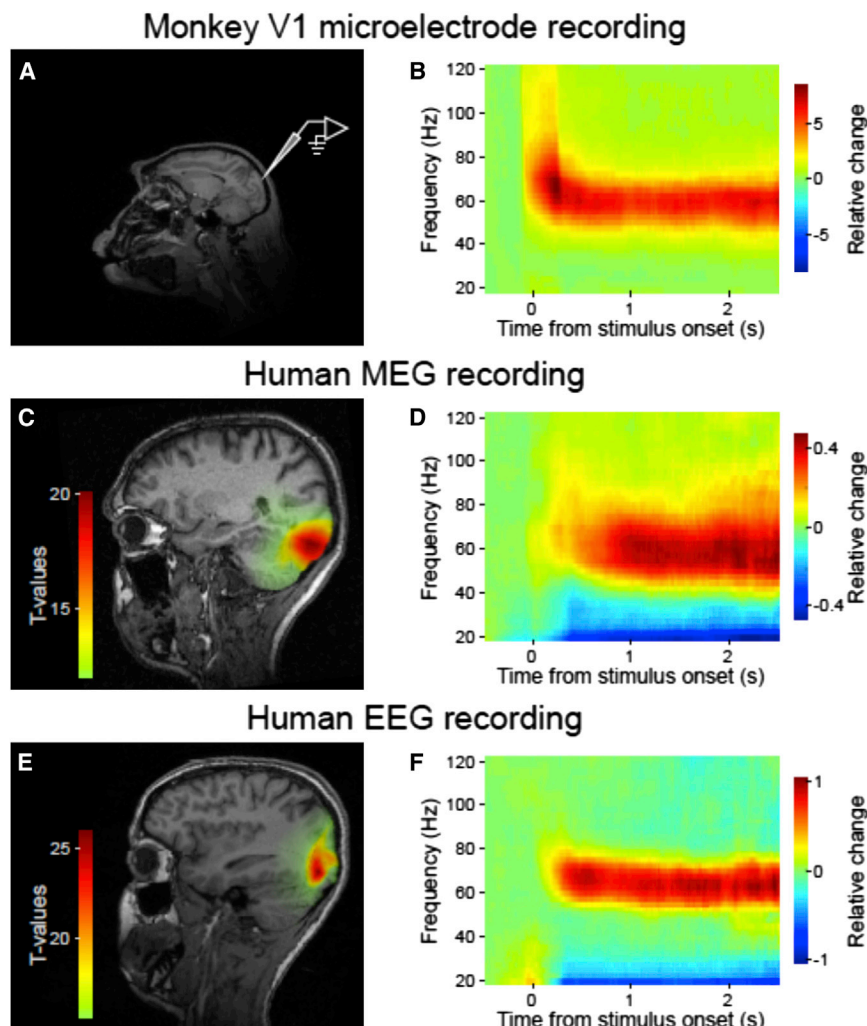 Monkey V1 microelectrode recording
A
B
120
100
80
60
40
20
Frequency (Hz)
0
1
2
Time from stimulus onset (s)
5
0
-5
Relative change
Human MEG recording
C
20
15
T-values
D
120
100
80
60
40
20
Frequency (Hz)
0
1
2
Time from stimulus onset (s)
0.4
0
-0.4
Relative change
Human EEG recording
E
25
20
T-values
F
120
100
80
60
40
20
Frequency (Hz)
0
1
2
Time from stimulus onset (s)
1
0
-1
Relative change